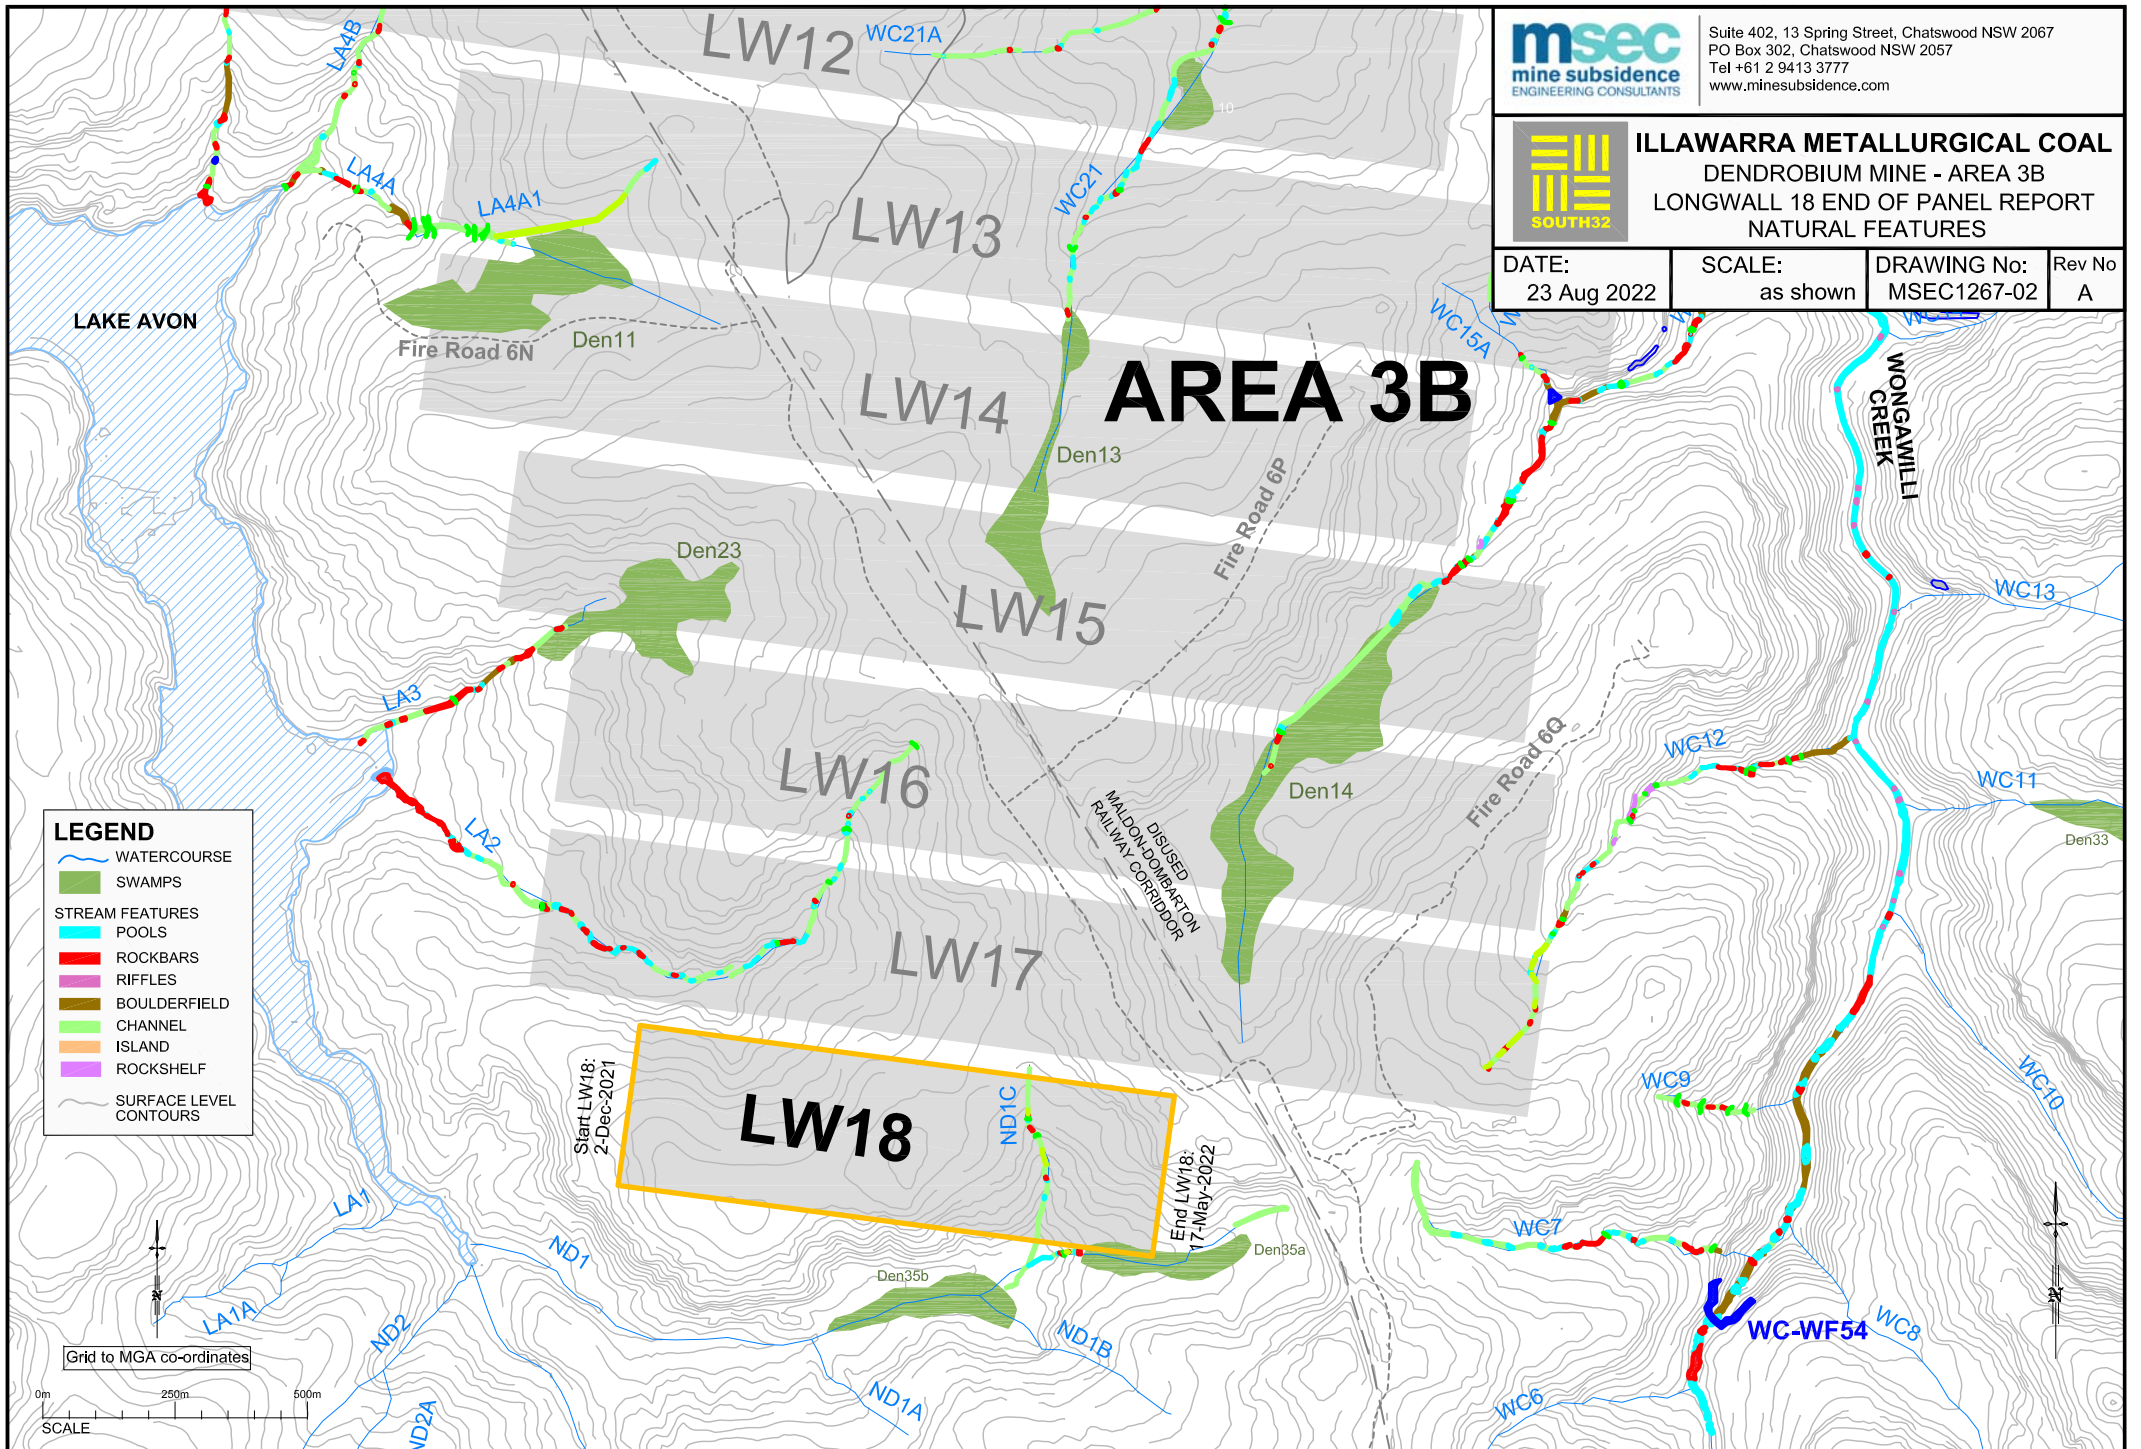 msec
mine subsidence
ENGINEERING CONSULTANTS
Suite 402, 13 Spring Street, Chatswood NSW 2067
PO Box 302, Chatswood NSW 2057
Tel +61 2 9413 3777
www.minesubsidence.com
SOUTH32
ILLAWARRA METALLURGICAL COAL
DENDROBIUM MINE - AREA 3B
LONGWALL 18 END OF PANEL REPORT
NATURAL FEATURES
DATE:
23 Aug 2022
SCALE:
as shown
DRAWING No:
MSEC1267-02
Rev No
A
LA4B
LW12
WC21A
10
LA4A
LA4A1
WC21
LW13
LAKE AVON
Fire Road 6N
Den11
WC15A
WONGAWILLI
CREEK
AREA 3B
LW14
Den13
Fire Road 6P
Den23
LW15
WC13
LA3
LW16
Den14
Fire Road 6Q
WC12
WC11
Den33
LA2
DISUSED
MALDON-DOMBARTON
RAILWAY CORRIDDOR
LW17
LEGEND
WATERCOURSE
SWAMPS
STREAM FEATURES
POOLS
ROCKBARS
RIFFLES
BOULDERFIELD
CHANNEL
ISLAND
ROCKSHELF
SURFACE LEVEL
CONTOURS
Start LW18:
2-Dec-2021
LW18
ND1C
End LW18:
17-May-2022
WC9
WC10
WC7
LA1
LA1A
ND1
ND2
ND2A
Den35b
Den35a
ND1B
ND1A
WC-WF54
WC8
WC6
N
N
Grid to MGA co-ordinates
0m
250m
500m
SCALE